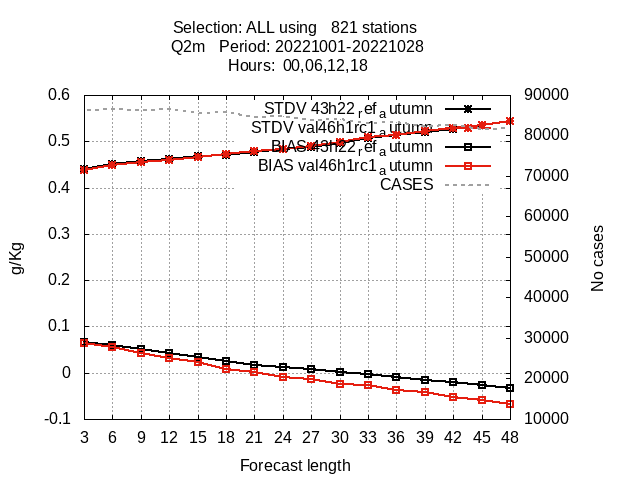 Selection: ALL using   821 stations
Q2m   Period: 20221001-20221028
Hours:  00,06,12,18
0.6
0.5
0.4
0.3
0.2
0.1
0
-0.1
g/Kg
STDV 43h22_ref_autumn
STDV val46h1rc1_autumn
BIAS 43h22_ref_autumn
BIAS val46h1rc1_autumn
CASES
90000
80000
70000
60000
50000
40000
30000
20000
10000
No cases
3 6 9 12 15 18 21 24 27 30 33 36 39 42 45 48
Forecast length